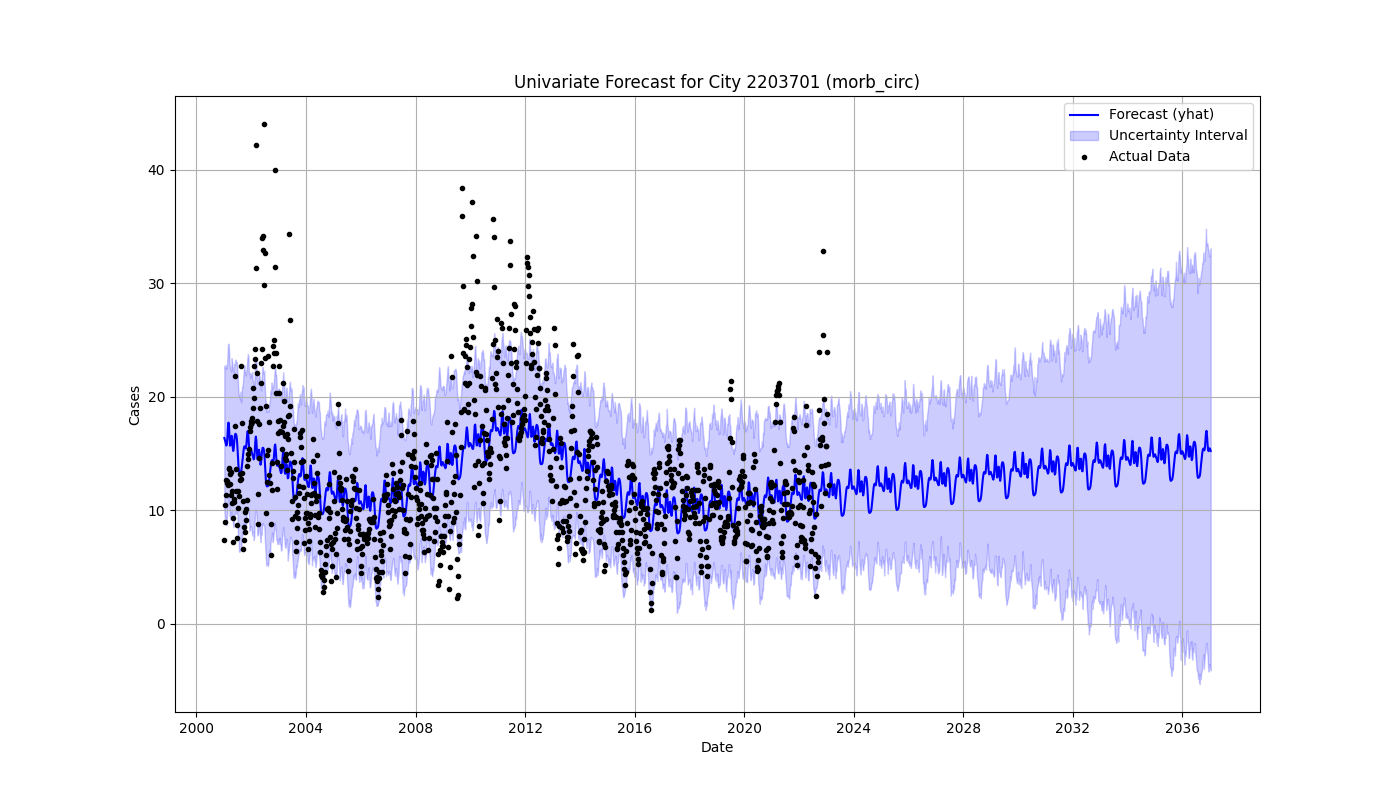 Univariate Forecast for City 2203701 (morb_circ)
Forecast (yhat)
Uncertainty Interval
Actual Data
Cases
40
30
20
10
0
2000 2004 2008 2012 2016 2020 2024 2028 2032 2036
Date